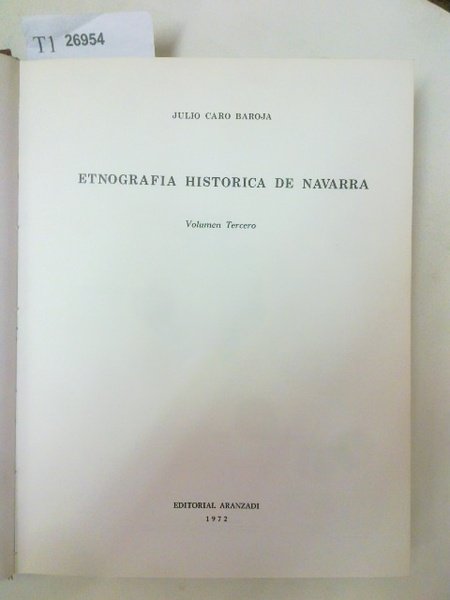 T1 26954
JULIO CARO BAROJA
ETNOGRAFIA HISTORICA DE NAVARRA
Volumen Tercero
EDITORIAL ARANZADI
1972